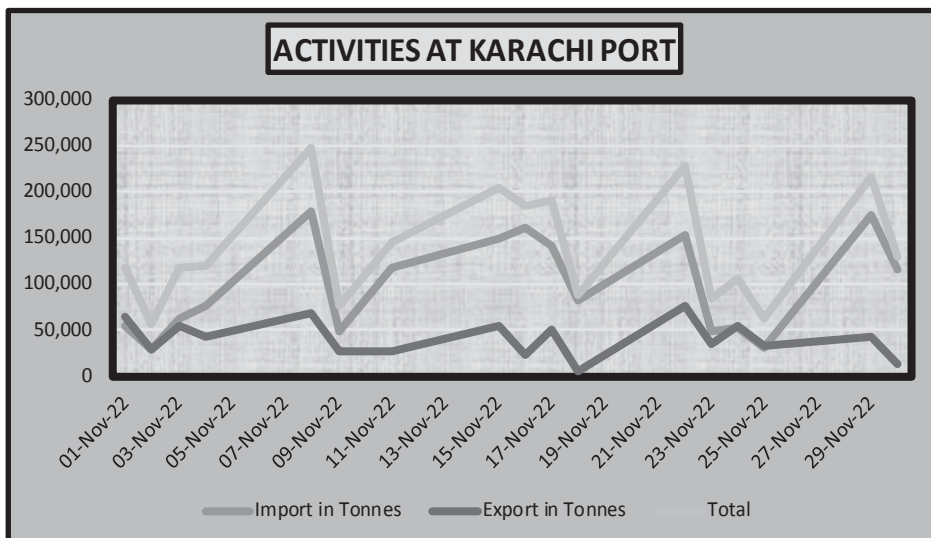 ACTIVITIES AT KARACHI PORT
300,000
250,000
200,000
150,000
100,000
50,000
0
01-Nov-22
03-Nov-22
05-Nov-22
07-Nov-22
09-Nov-22
11-Nov-22
13-Nov-22
15-Nov-22
17-Nov-22
19-Nov-22
21-Nov-22
23-Nov-22
25-Nov-22
27-Nov-22
29-Nov-22
Import in Tonnes Export in Tonnes Total